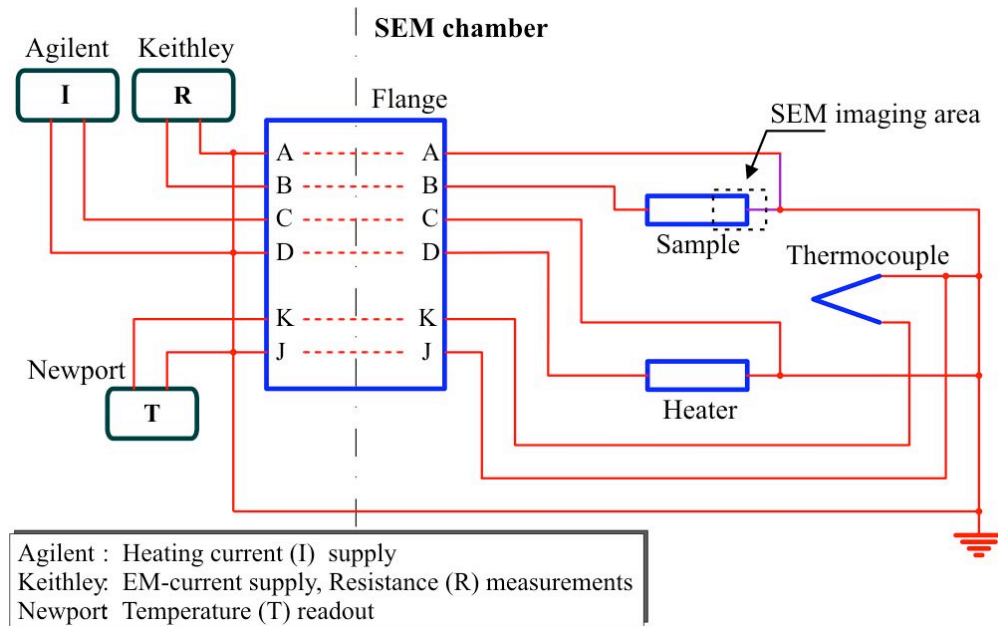 SEM chamber
Agilent
Keithley
I
R
Flange
SEM imaging area
A
A
B
B
C
C
D
D
Sample
Thermocouple
K
K
J
J
Newport
T
Heater
Agilent : Heating current (I) supply
Keithley: EM-current supply, Resistance (R) measurements
Newport Temperature (T) readout